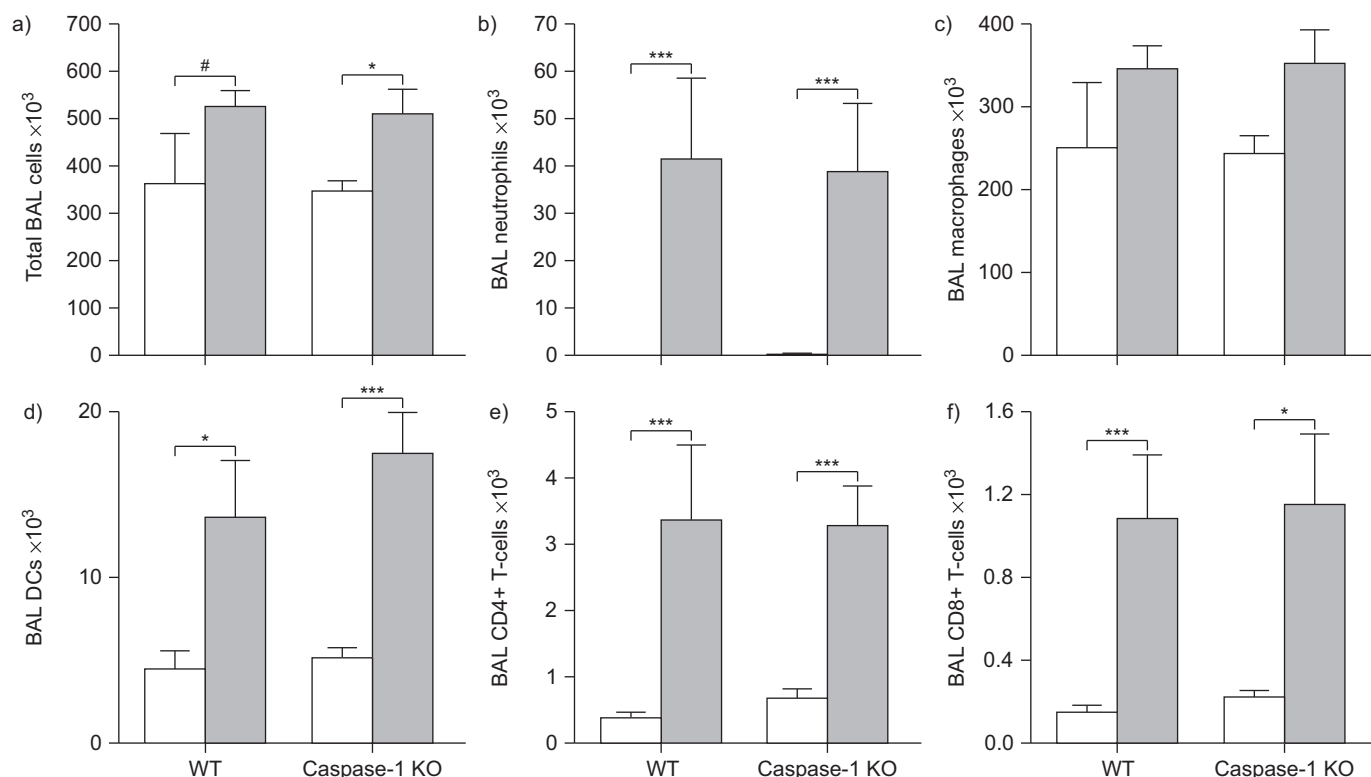 a)
700
600
500
400
300
200
100
0
Total BAL cells ×10³
#
*
b)
70
60
50
40
30
20
10
0
BAL neutrophils ×10³
***
***
c)
400
300
200
100
0
BAL macrophages ×10³
d)
20
10
0
BAL DCs ×10³
*
***
WT
Caspase-1 KO
e)
5
4
3
2
1
0
BAL CD4+ T-cells ×10³
***
***
WT
Caspase-1 KO
f)
1.6
1.2
0.8
0.4
0.0
BAL CD8+ T-cells ×10³
***
*
WT
Caspase-1 KO